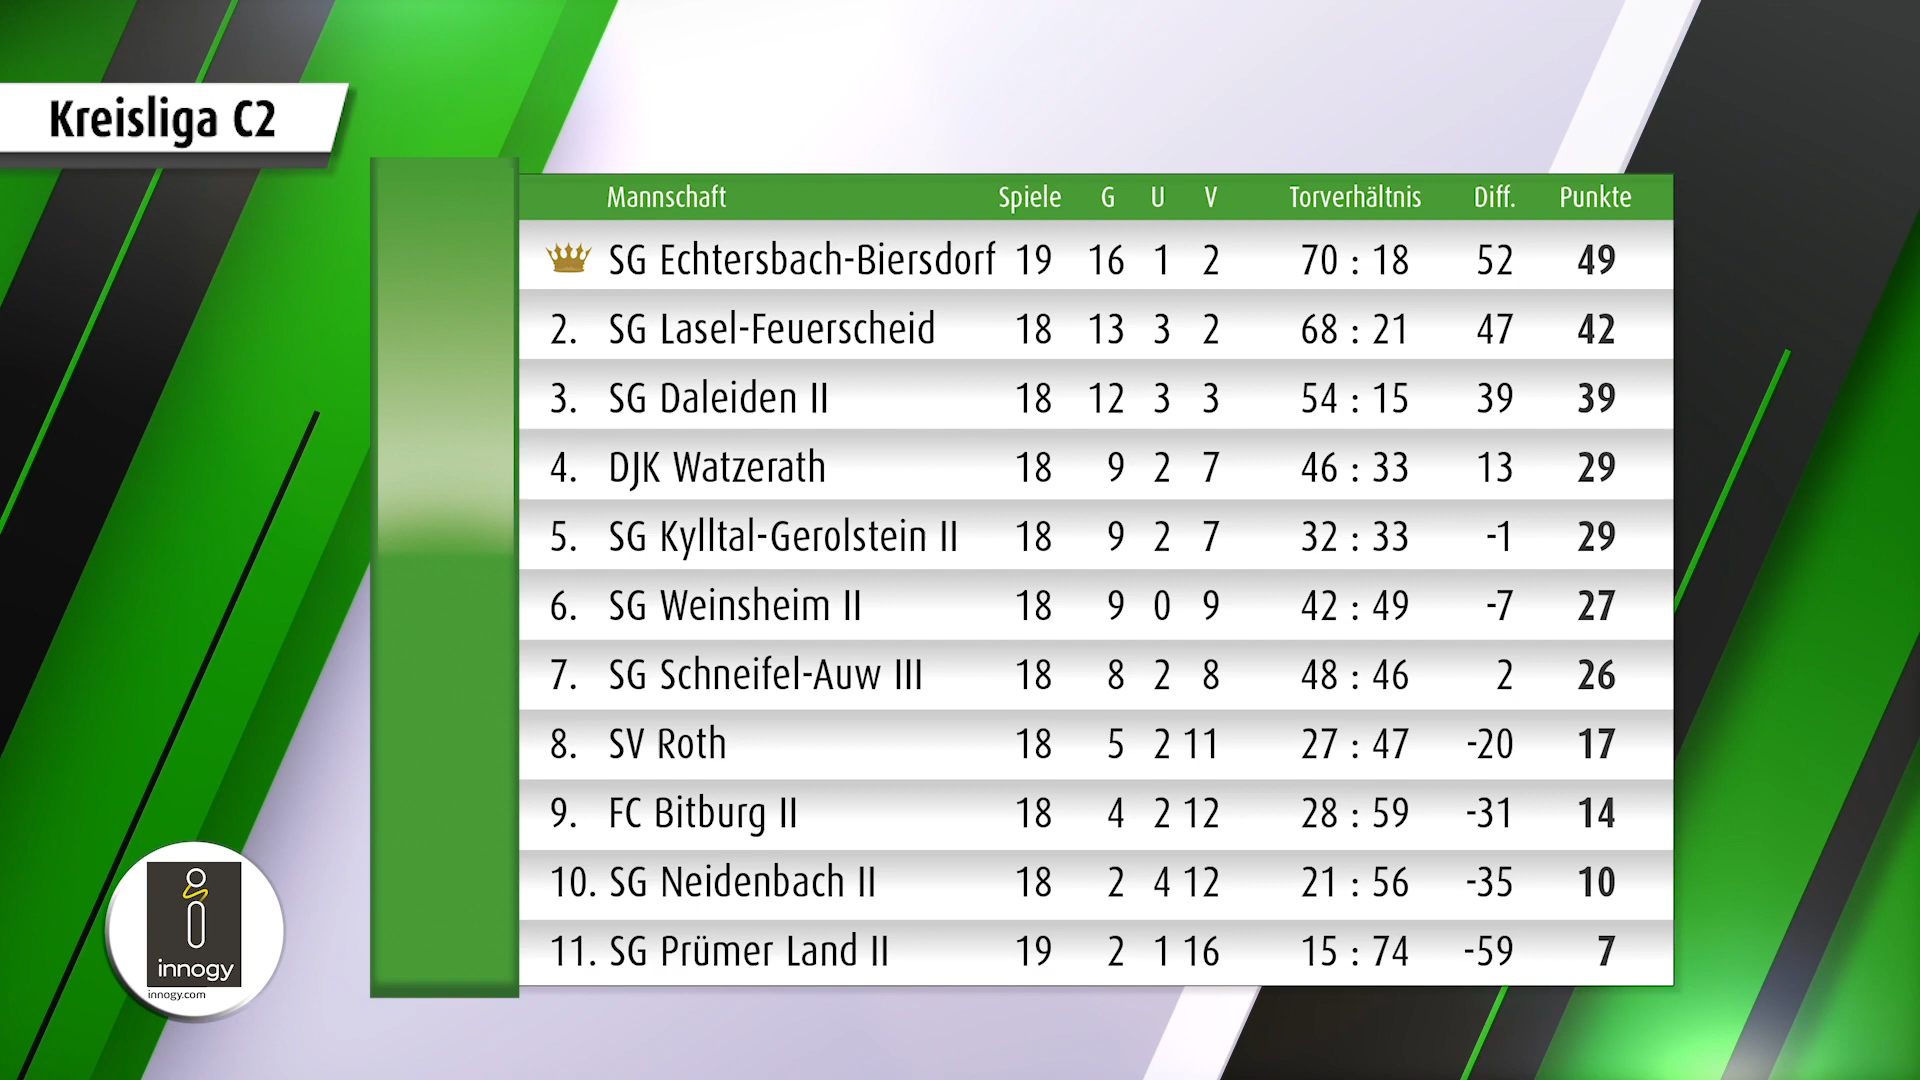 Kreisliga C2
Mannschaft Spiele G U V Torverhältnis Diff. Punkte
SG Echtersbach-Biersdorf 19 16 1 2 70 : 18 52 49
2. SG Lasel-Feuerscheid 18 13 3 2 68 : 21 47 42
3. SG Daleiden II 18 12 3 3 54 : 15 39 39
4. DJK Watzerath 18 9 2 7 46 : 33 13 29
5. SG Kylltal-Gerolstein II 18 9 2 7 32 : 33 -1 29
6. SG Weinsheim II 18 9 0 9 42 : 49 -7 27
7. SG Schneifel-Auw III 18 8 2 8 48 : 46 2 26
8. SV Roth 18 5 2 11 27 : 47 -20 17
9. FC Bitburg II 18 4 2 12 28 : 59 -31 14
10. SG Neidenbach II 18 2 4 12 21 : 56 -35 10
11. SG Prümer Land II 19 2 1 16 15 : 74 -59 7
innogy
innogy.com